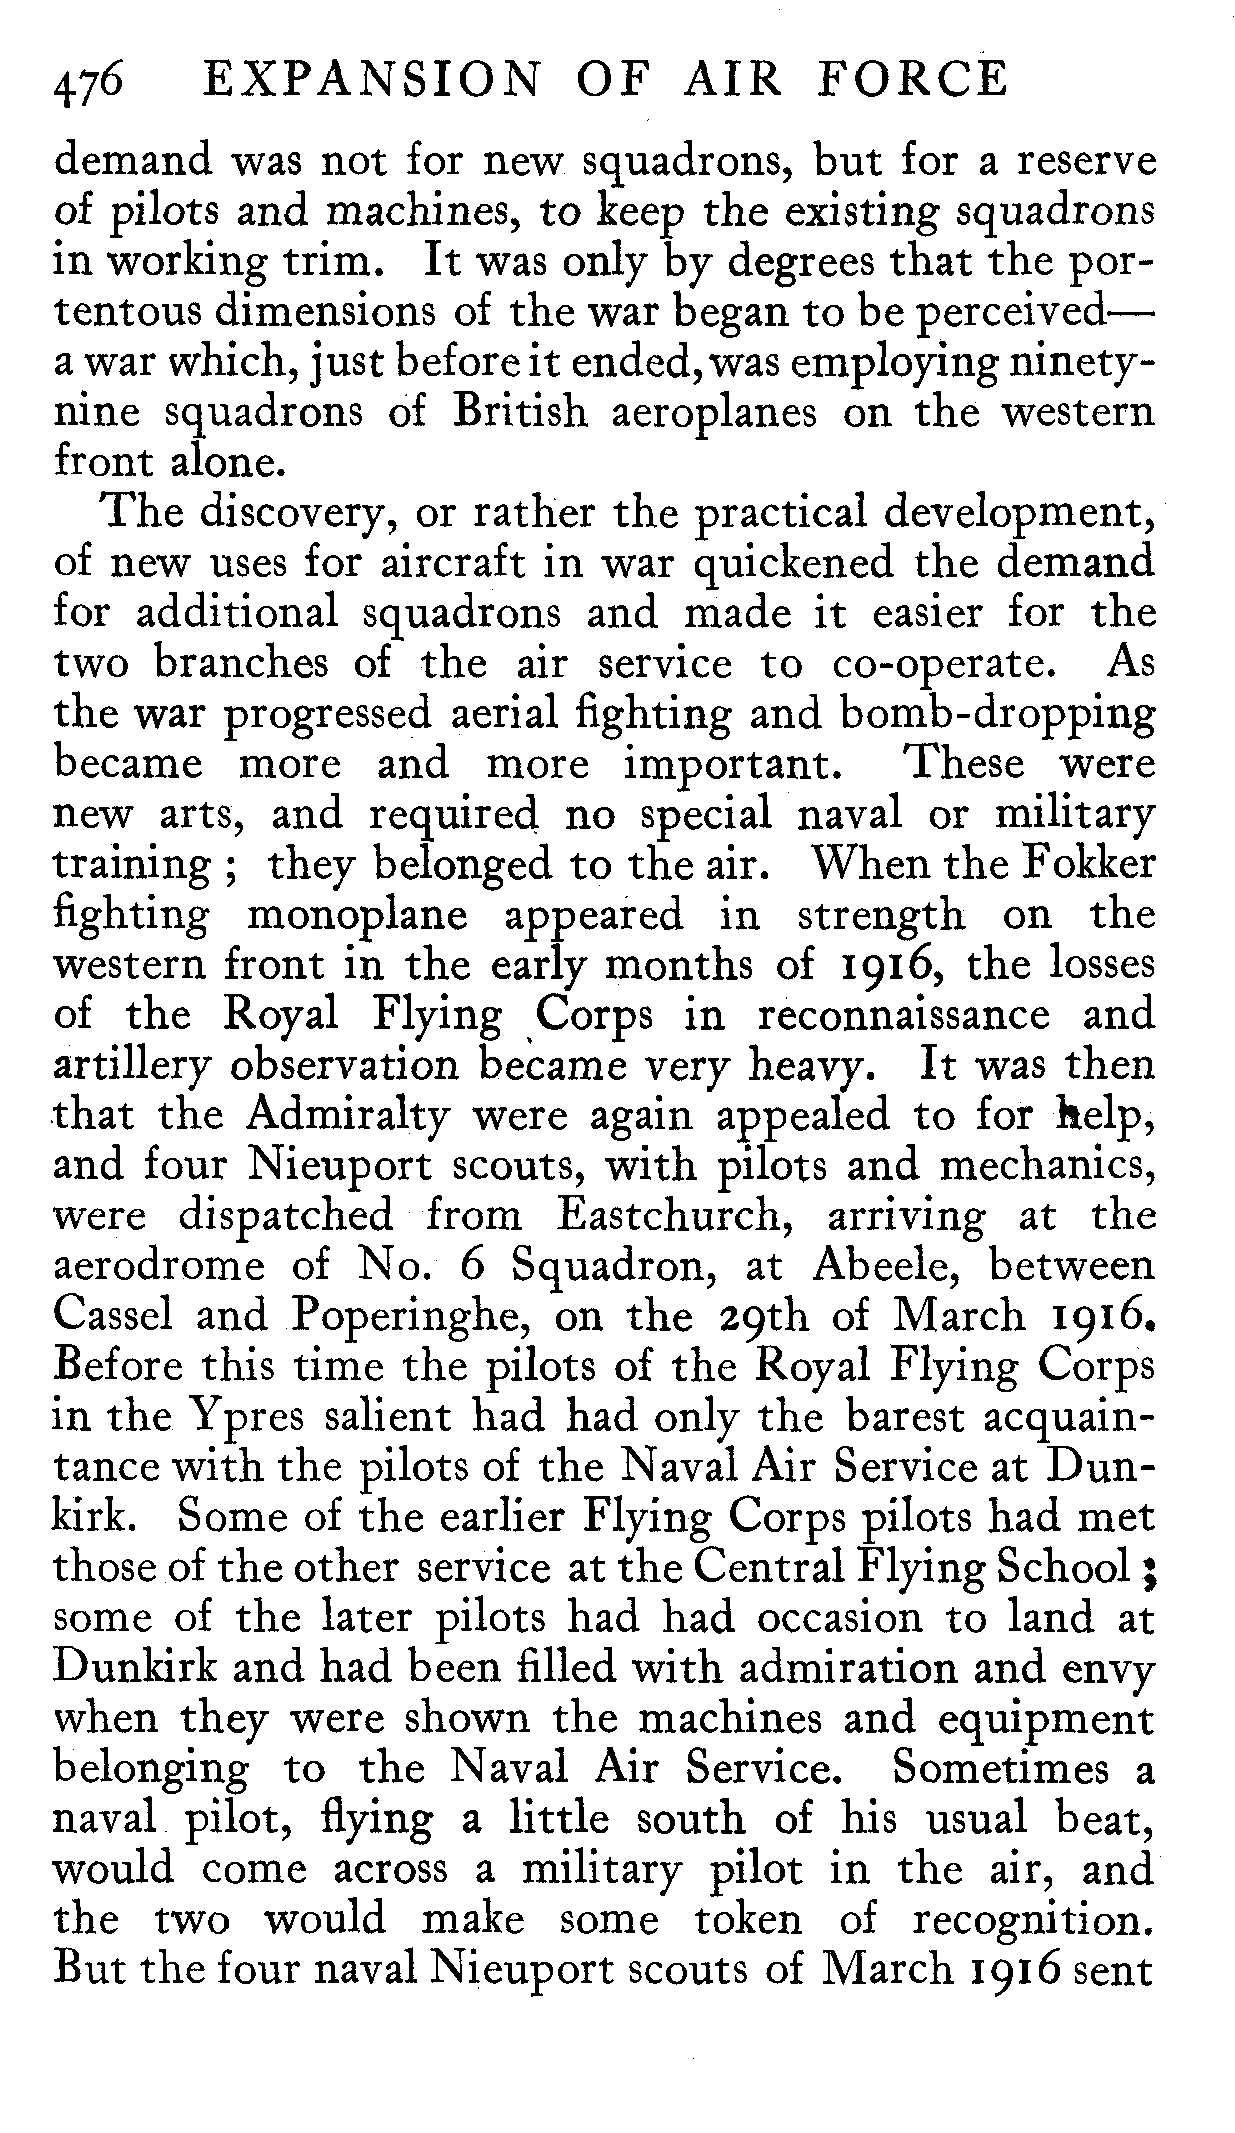 476 EXPANSION OF AIR FORCE
demand was not for new squadrons, but for a reserve
of pilots and machines, to keep the existing squadrons
in working trim. It was only by degrees that the por-
tentous dimensions of the war began to be perceived—
a war which, just before it ended, was employing ninety-
nine squadrons of British aeroplanes on the western
front alone.
The discovery, or rather the practical development,
of new uses for aircraft in war quickened the demand
for additional squadrons and made it easier for the
two branches of the air service to co-operate. As
the war progressed aerial fighting and bomb-dropping
became more and more important. These were
new arts, and required no special naval or military
training ; they belonged to the air. When the Fokker
fighting monoplane appeared in strength on the
western front in the early months of 1916, the losses
of the Royal Flying Corps in reconnaissance and
artillery observation became very heavy. It was then
that the Admiralty were again appealed to for help,
and four Nieuport scouts, with pilots and mechanics,
were dispatched from Eastchurch, arriving at the
aerodrome of No. 6 Squadron, at Abeele, between
Cassel and Poperinghe, on the 29th of March 1916.
Before this time the pilots of the Royal Flying Corps
in the Ypres salient had had only the barest acquain-
tance with the pilots of the Naval Air Service at Dun-
kirk. Some of the earlier Flying Corps pilots had met
those of the other service at the Central Flying School ;
some of the later pilots had had occasion to land at
Dunkirk and had been filled with admiration and envy
when they were shown the machines and equipment
belonging to the Naval Air Service. Sometimes a
naval pilot, flying a little south of his usual beat,
would come across a military pilot in the air, and
the two would make some token of recognition.
But the four naval Nieuport scouts of March 1916 sent